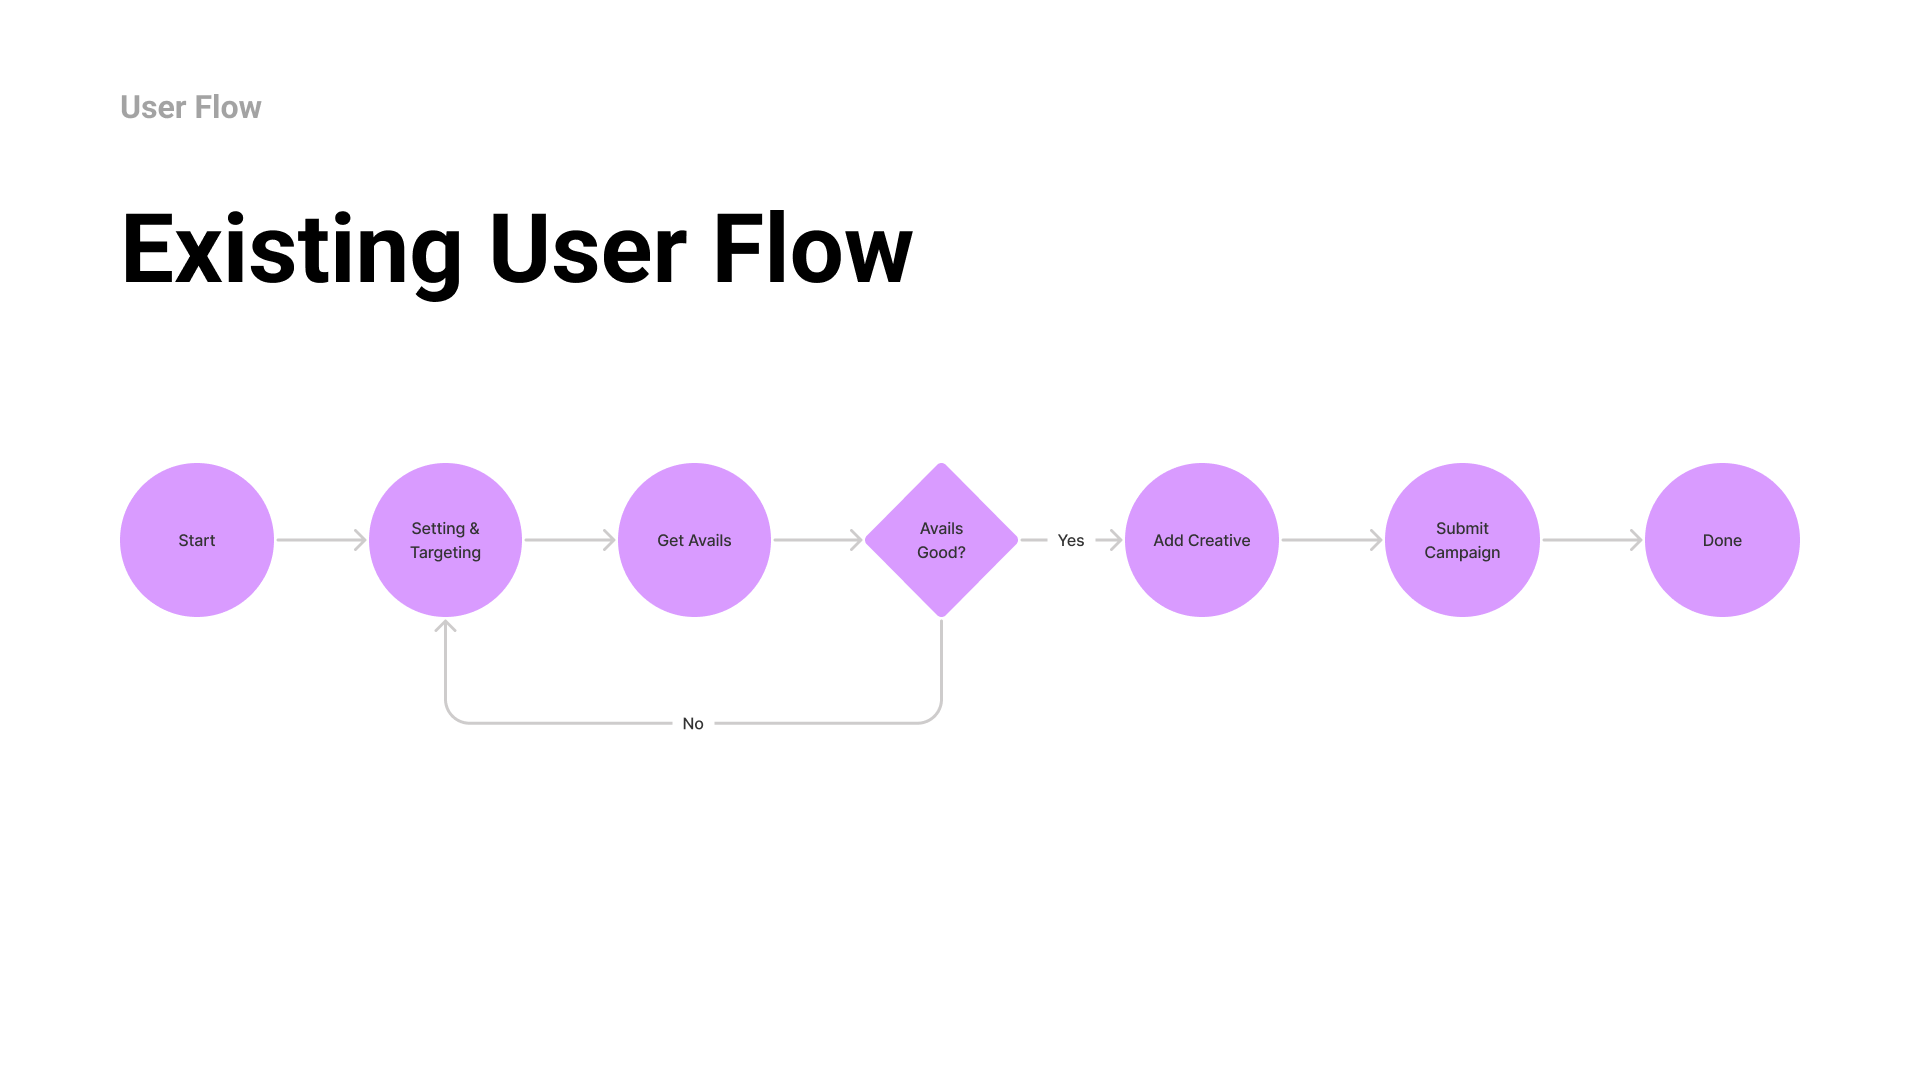 User Flow
Existing User Flow
Start
Setting &
Targeting
Get Avails
Avails
Good?
Yes
Add Creative
Submit
Campaign
Done
No